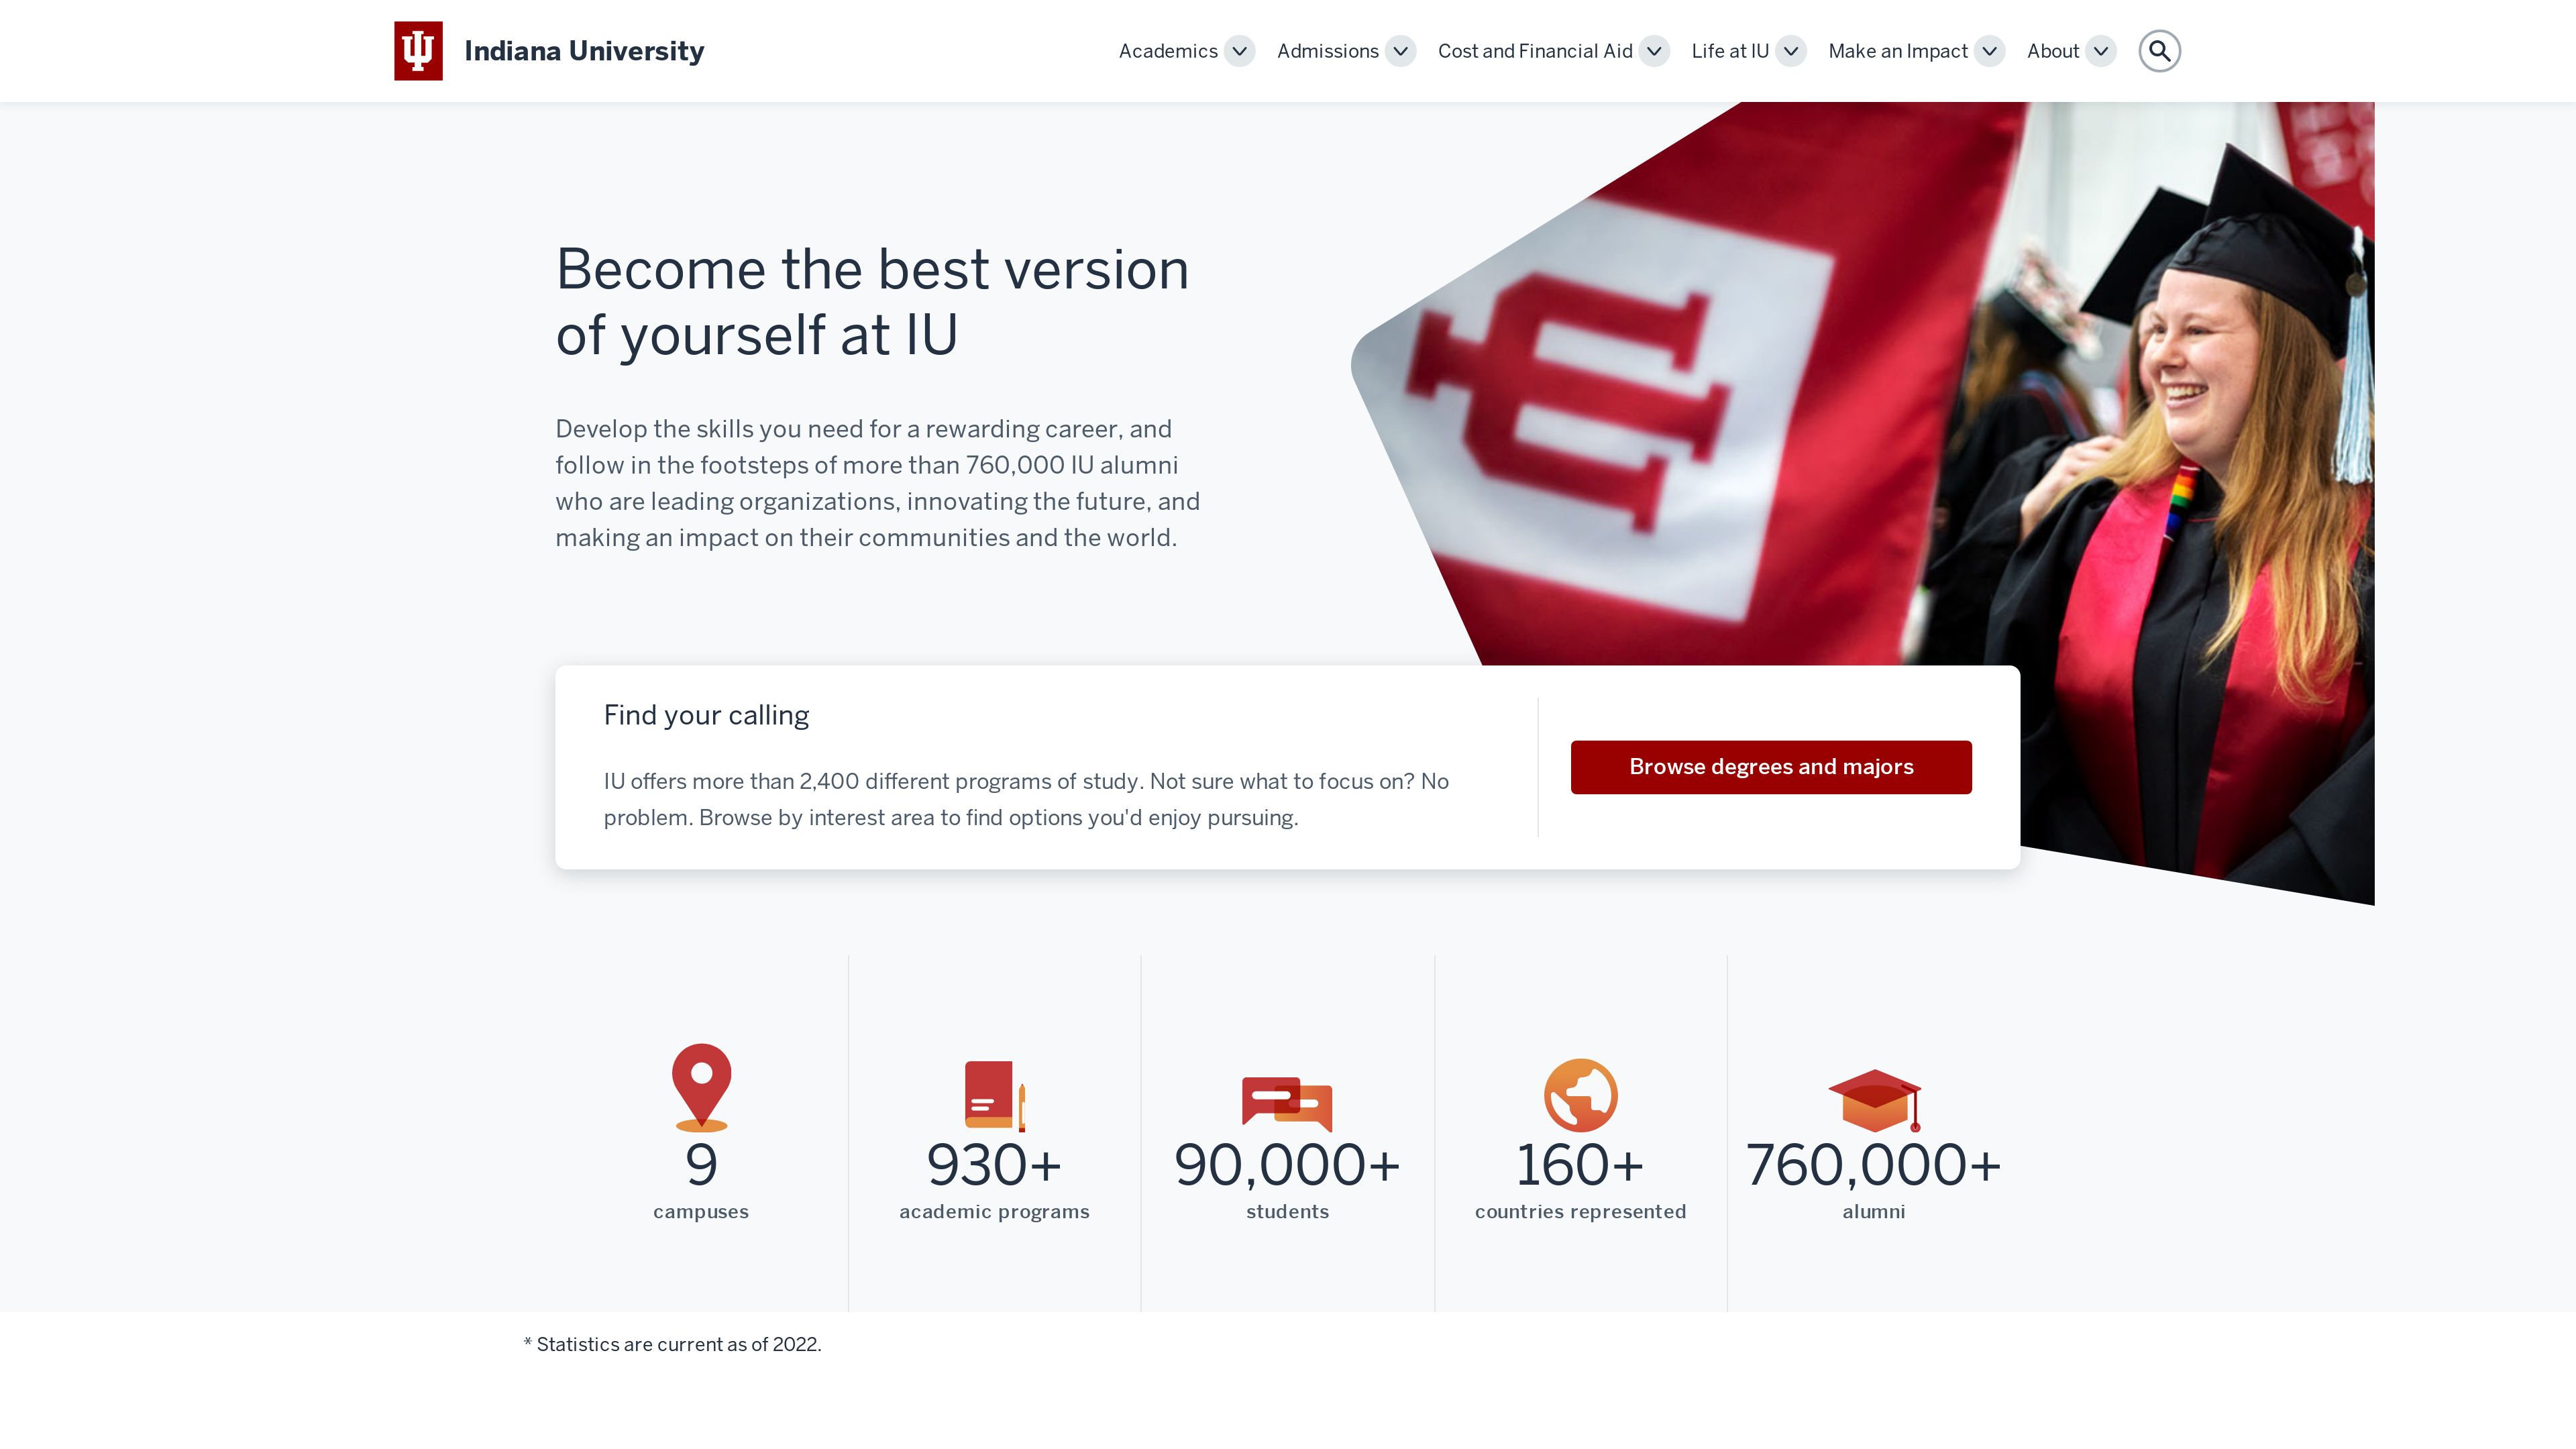 Indiana University
Academics
Admissions
Cost and Financial Aid
Life at IU
Make an Impact
About
Become the best version
of yourself at IU
Develop the skills you need for a rewarding career, and
follow in the footsteps of more than 760,000 IU alumni
who are leading organizations, innovating the future, and
making an impact on their communities and the world.
Find your calling
IU offers more than 2,400 different programs of study. Not sure what to focus on? No
problem. Browse by interest area to find options you'd enjoy pursuing.
Browse degrees and majors
9
campuses
930+
academic programs
90,000+
students
160+
countries represented
760,000+
alumni
* Statistics are current as of 2022.